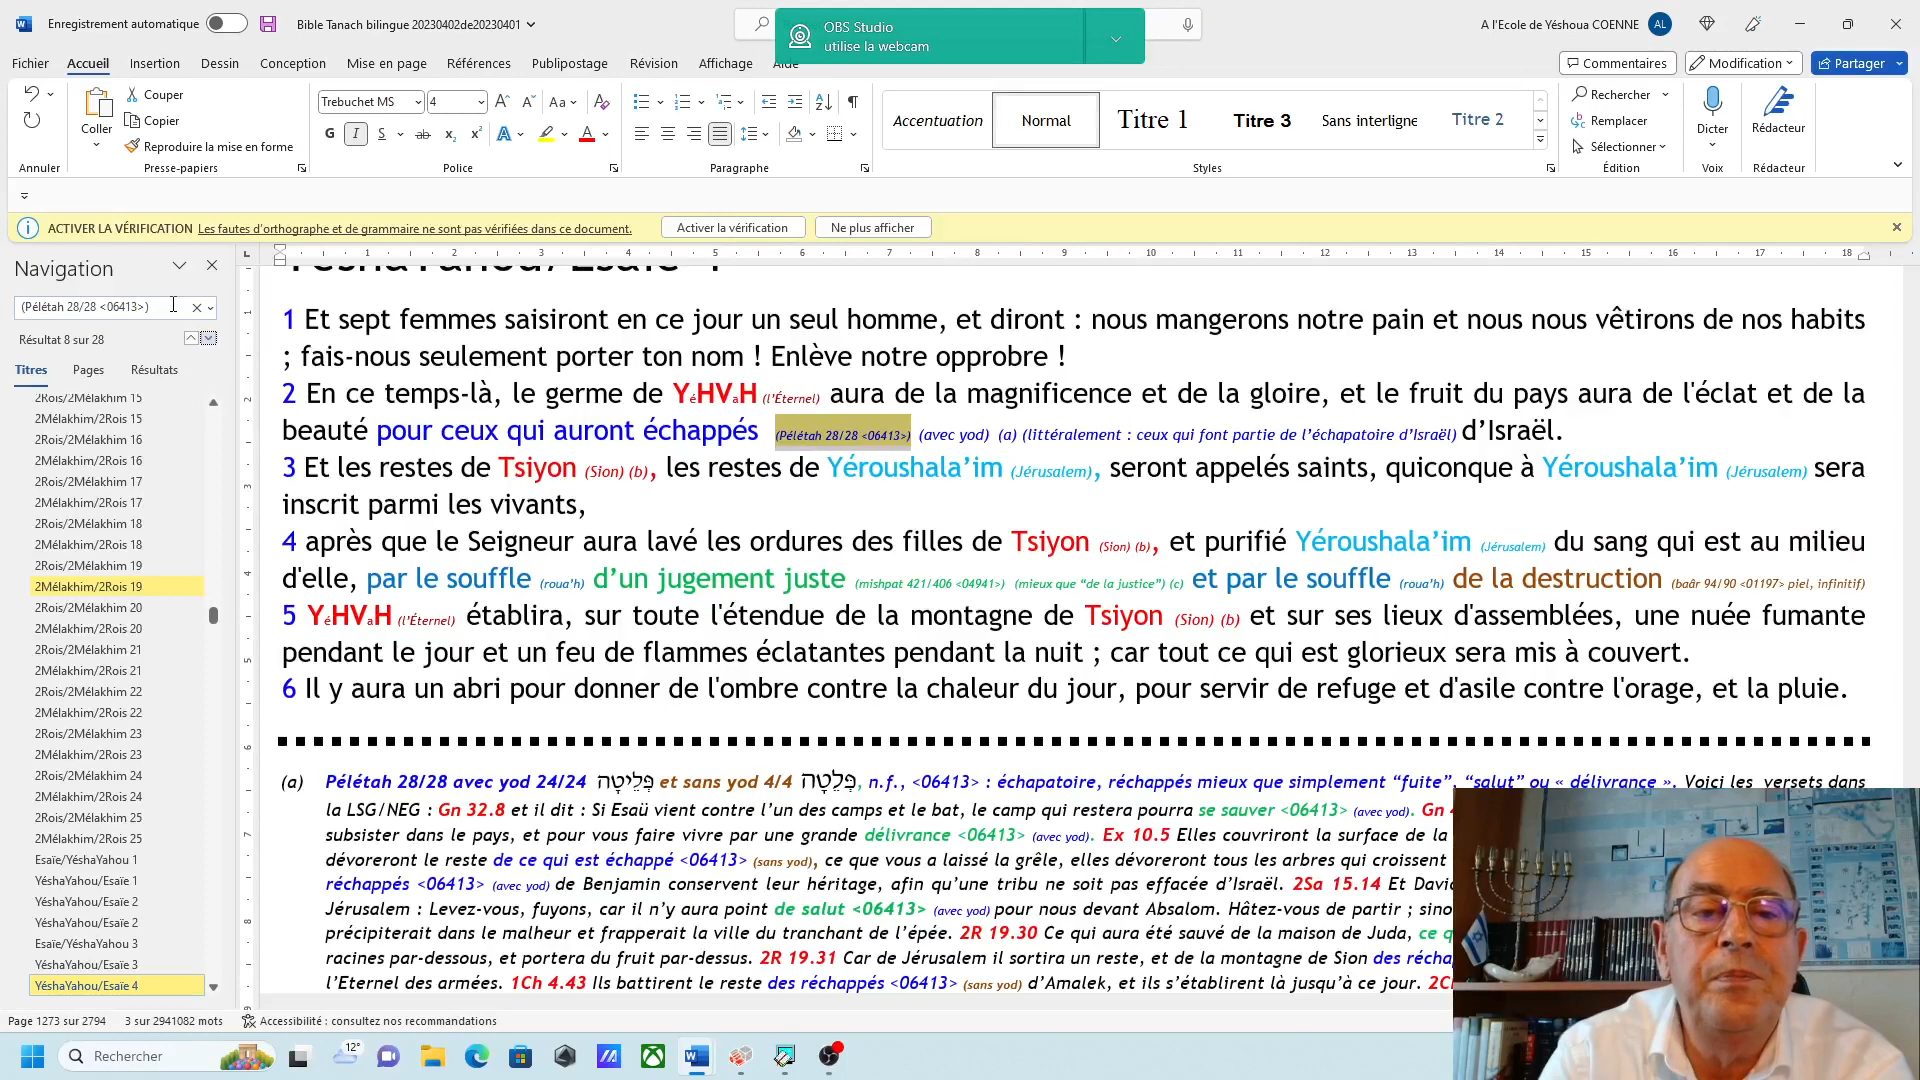 Enregistrement automatique
Bible Tanach bilingue 20230402de20230401
OBS Studio
utilise la webcam
A l'Ecole de Yéshoua COENNE AL
Fichier Accueil Insertion Dessin Conception Mise en page Références Publipostage Révision Affichage Aide
Commentaires Modification Partager
Coller
Couper
Copier
Reproduire la mise en forme
Trebuchet MS 4
Accentuation Normal Titre 1 Titre 3 Sans interligne Titre 2
Rechercher
Remplacer
Sélectionner
Dicter
Rédacteur
Annuler Presse-papiers Police Paragraphe Styles Édition Voix Rédacteur
ACTIVER LA VÉRIFICATION Les fautes d'orthographe et de grammaire ne sont pas vérifiées dans ce document. Activer la vérification Ne plus afficher
Navigation
(Pélétah 28/28 <06413>)
Résultat 8 sur 28
Titres Pages Résultats
2Rois/2Mélakhim 15
2Mélakhim/2Rois 15
2Rois/2Mélakhim 16
2Mélakhim/2Rois 16
2Rois/2Mélakhim 17
2Mélakhim/2Rois 17
2Rois/2Mélakhim 18
2Mélakhim/2Rois 18
2Rois/2Mélakhim 19
2Mélakhim/2Rois 19
2Rois/2Mélakhim 20
2Mélakhim/2Rois 20
2Rois/2Mélakhim 21
2Mélakhim/2Rois 21
2Rois/2Mélakhim 22
2Mélakhim/2Rois 22
2Rois/2Mélakhim 23
2Mélakhim/2Rois 23
2Rois/2Mélakhim 24
2Mélakhim/2Rois 24
2Rois/2Mélakhim 25
2Mélakhim/2Rois 25
Esaïe/YéshaYahou 1
YéshaYahou/Esaïe 1
Esaïe/YéshaYahou 2
YéshaYahou/Esaïe 2
Esaïe/YéshaYahou 3
YéshaYahou/Esaïe 3
YéshaYahou/Esaïe 4
1 Et sept femmes saisiront en ce jour un seul homme, et diront : nous mangerons notre pain et nous nous vêtirons de nos habits
; fais-nous seulement porter ton nom ! Enlève notre opprobre !
2 En ce temps-là, le germe de YéHVaH (l'Éternel) aura de la magnificence et de la gloire, et le fruit du pays aura de l'éclat et de la
beauté pour ceux qui auront échappés (Pélétah 28/28 <06413>) (avec yod) (a) (littéralement : ceux qui font partie de l'échapatoire d'Israël) d'Israël.
3 Et les restes de Tsiyon (Sion) (b), les restes de Yéroushala'im (Jérusalem), seront appelés saints, quiconque à Yéroushala'im (Jérusalem) sera
inscrit parmi les vivants,
4 après que le Seigneur aura lavé les ordures des filles de Tsiyon (Sion) (b), et purifié Yéroushala'im (Jérusalem) du sang qui est au milieu
d'elle, par le souffle (roua'h) d'un jugement juste (mishpat 421/406 <04941>) (mieux que "de la justice") (c) et par le souffle (roua'h) de la destruction (baâr 94/90 <01197> piel, infinitif)
5 YéHVaH (l'Éternel) établira, sur toute l'étendue de la montagne de Tsiyon (Sion) (b) et sur ses lieux d'assemblées, une nuée fumante
pendant le jour et un feu de flammes éclatantes pendant la nuit ; car tout ce qui est glorieux sera mis à couvert.
6 Il y aura un abri pour donner de l'ombre contre la chaleur du jour, pour servir de refuge et d'asile contre l'orage, et la pluie.
(a) Pélétah 28/28 avec yod 24/24 פְּלֵיטָה et sans yod 4/4 פְּלֵטָה, n.f., <06413> : échapatoire, réchappés mieux que simplement "fuite", "salut" ou « délivrance ». Voici les versets dans
la LSG/NEG : Gn 32.8 et il dit : Si Esaü vient contre l'un des camps et le bat, le camp qui restera pourra se sauver <06413> (avec yod). Gn
subsister dans le pays, et pour vous faire vivre par une grande délivrance <06413> (avec yod). Ex 10.5 Elles couvriront la surface de la
dévoreront le reste de ce qui est échappé <06413> (sans yod), ce que vous a laissé la grêle, elles dévoreront tous les arbres qui croissent
réchappés <06413> (avec yod) de Benjamin conservent leur héritage, afin qu'une tribu ne soit pas effacée d'Israël. 2Sa 15.14 Et Davi
Jérusalem : Levez-vous, fuyons, car il n'y aura point de salut <06413> (avec yod) pour nous devant Absalom. Hâtez-vous de partir ; sino
précipiterait dans le malheur et frapperait la ville du tranchant de l'épée. 2R 19.30 Ce qui aura été sauvé de la maison de Juda, ce q
racines par-dessous, et portera du fruit par-dessus. 2R 19.31 Car de Jérusalem il sortira un reste, et de la montagne de Sion des récha
l'Eternel des armées. 1Ch 4.43 Ils battirent le reste des réchappés <06413> (sans yod) d'Amalek, et ils s'établirent là jusqu'à ce jour.
Page 1273 sur 2794 3 sur 2941082 mots Accessibilité : consultez nos recommandations
Rechercher
12°